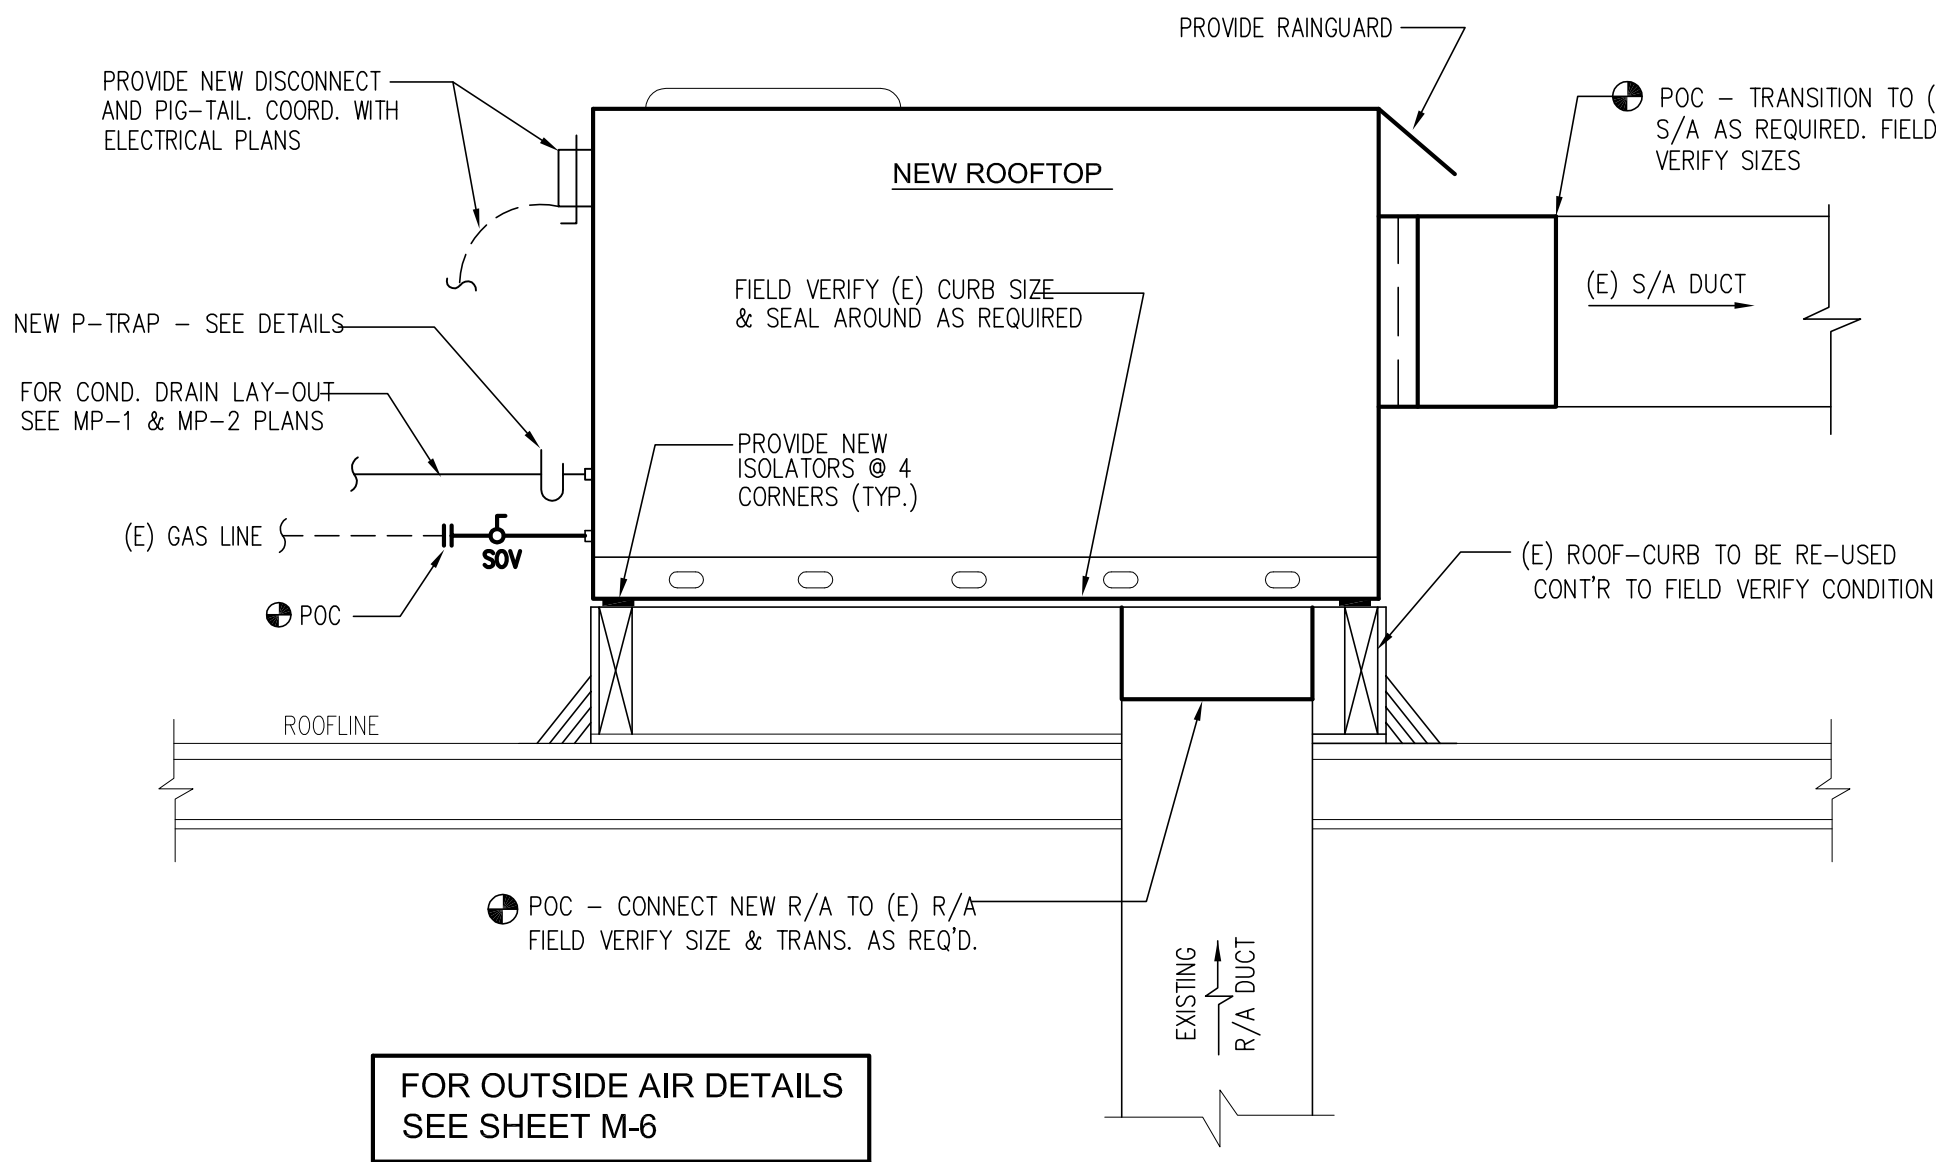 PROVIDE RAINGUARD
PROVIDE NEW DISCONNECT
AND PIG-TAIL. COORD. WITH
ELECTRICAL PLANS
POC - TRANSITION TO (
S/A AS REQUIRED. FIELD
VERIFY SIZES
NEW ROOFTOP
FIELD VERIFY (E) CURB SIZE
& SEAL AROUND AS REQUIRED
(E) S/A DUCT
NEW P-TRAP - SEE DETAILS
FOR COND. DRAIN LAY-OUT
SEE MP-1 & MP-2 PLANS
PROVIDE NEW
ISOLATORS @ 4
CORNERS (TYP.)
(E) GAS LINE
SOV
POC
(E) ROOF-CURB TO BE RE-USED
CONT'R TO FIELD VERIFY CONDITION
ROOFLINE
POC - CONNECT NEW R/A TO (E) R/A
FIELD VERIFY SIZE & TRANS. AS REQ'D.
EXISTING
R/A DUCT
FOR OUTSIDE AIR DETAILS
SEE SHEET M-6